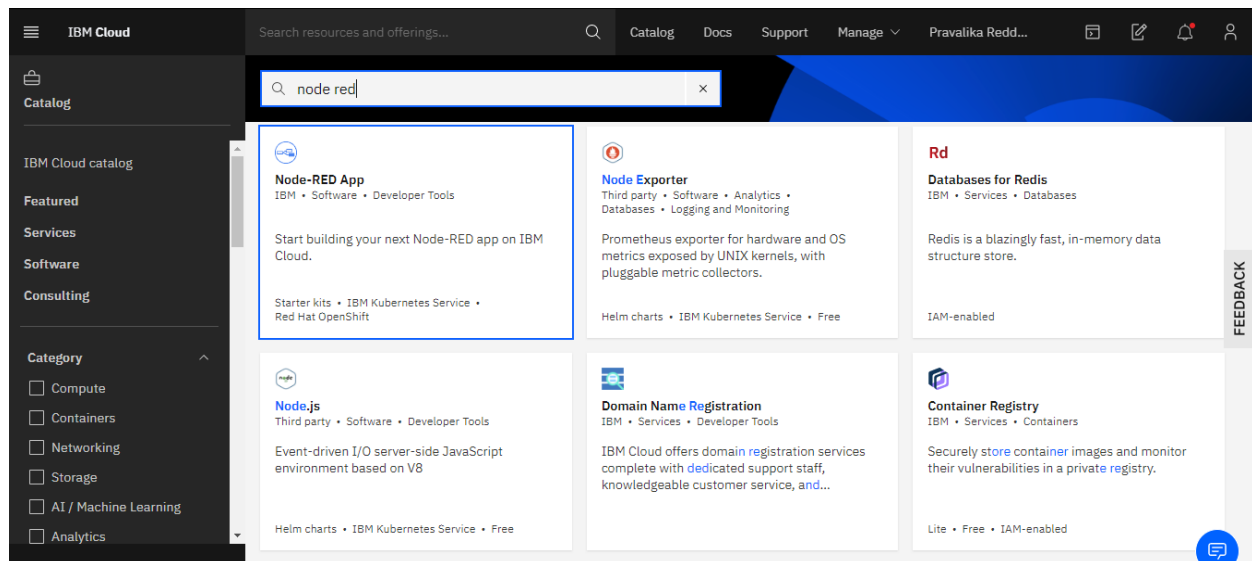 IBM Cloud
Search resources and offerings...
Catalog
Docs
Support
Manage
Pravalika Redd...
Catalog
IBM Cloud catalog
Featured
Services
Software
Consulting
Category
Compute
Containers
Networking
Storage
AI / Machine Learning
Analytics
node red
Node-RED App
IBM • Software • Developer Tools
Start building your next Node-RED app on IBM
Cloud.
Starter kits • IBM Kubernetes Service •
Red Hat OpenShift
Node Exporter
Third party • Software • Analytics •
Databases • Logging and Monitoring
Prometheus exporter for hardware and OS
metrics exposed by UNIX kernels, with
pluggable metric collectors.
Helm charts • IBM Kubernetes Service • Free
Rd
Databases for Redis
IBM • Services • Databases
Redis is a blazingly fast, in-memory data
structure store.
IAM-enabled
node
Node.js
Third party • Software • Developer Tools
Event-driven I/O server-side JavaScript
environment based on V8
Helm charts • IBM Kubernetes Service • Free
Domain Name Registration
IBM • Services • Developer Tools
IBM Cloud offers domain registration services
complete with dedicated support staff,
knowledgeable customer service, and...
Container Registry
IBM • Services • Containers
Securely store container images and monitor
their vulnerabilities in a private registry.
Lite • Free • IAM-enabled
FEEDBACK